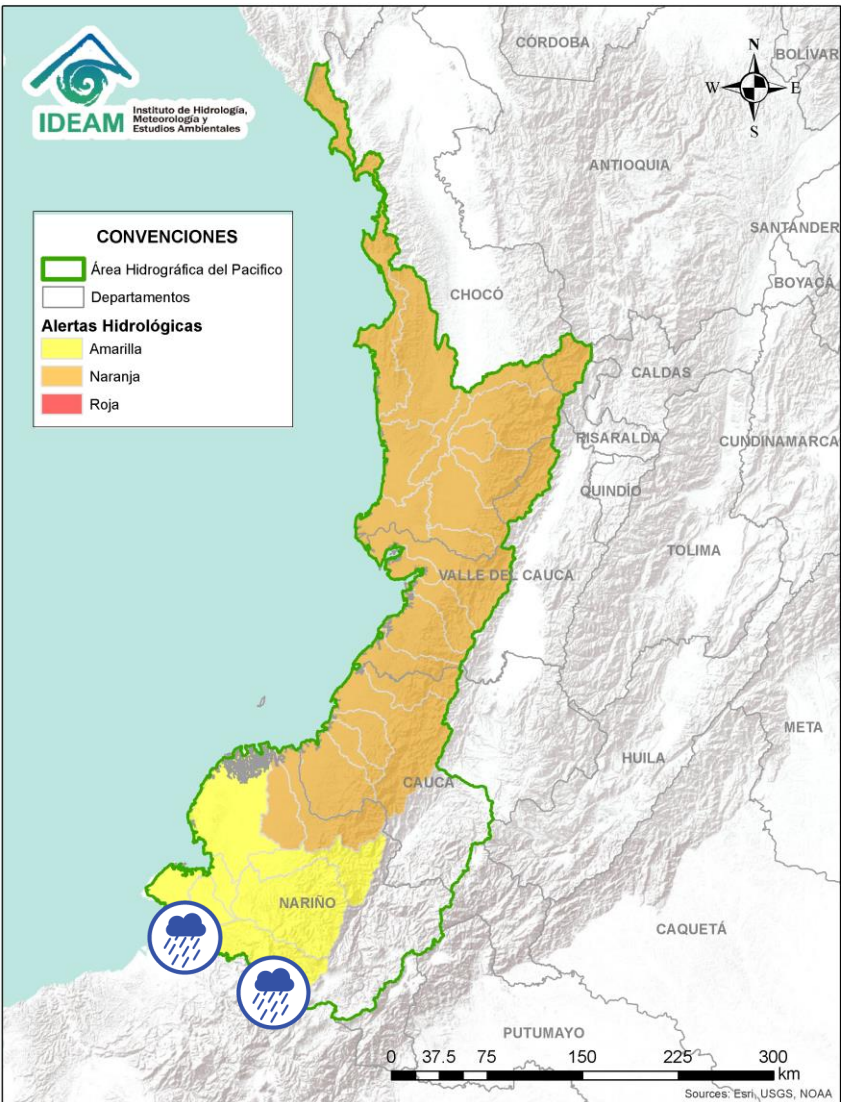 IDEAM
Instituto de Hidrología,
Meteorología y
Estudios Ambientales
N
W
E
S
CÓRDOBA
BOLIVAR
ANTIOQUIA
SANTANDER
BOYACÁ
CHOCÓ
CONVENCIONES
Área Hidrográfica del Pacifico
Departamentos
Alertas Hidrológicas
Amarilla
Naranja
Roja
CALDAS
RISARALDA
CUNDINAMARCA
QUINDÍO
TOLIMA
VALLE DEL CAUCA
META
HUILA
CAUCA
NARIÑO
CAQUETÁ
PUTUMAYO
0 37.5 75 150 225 300
km
Sources: Esri, USGS, NOAA